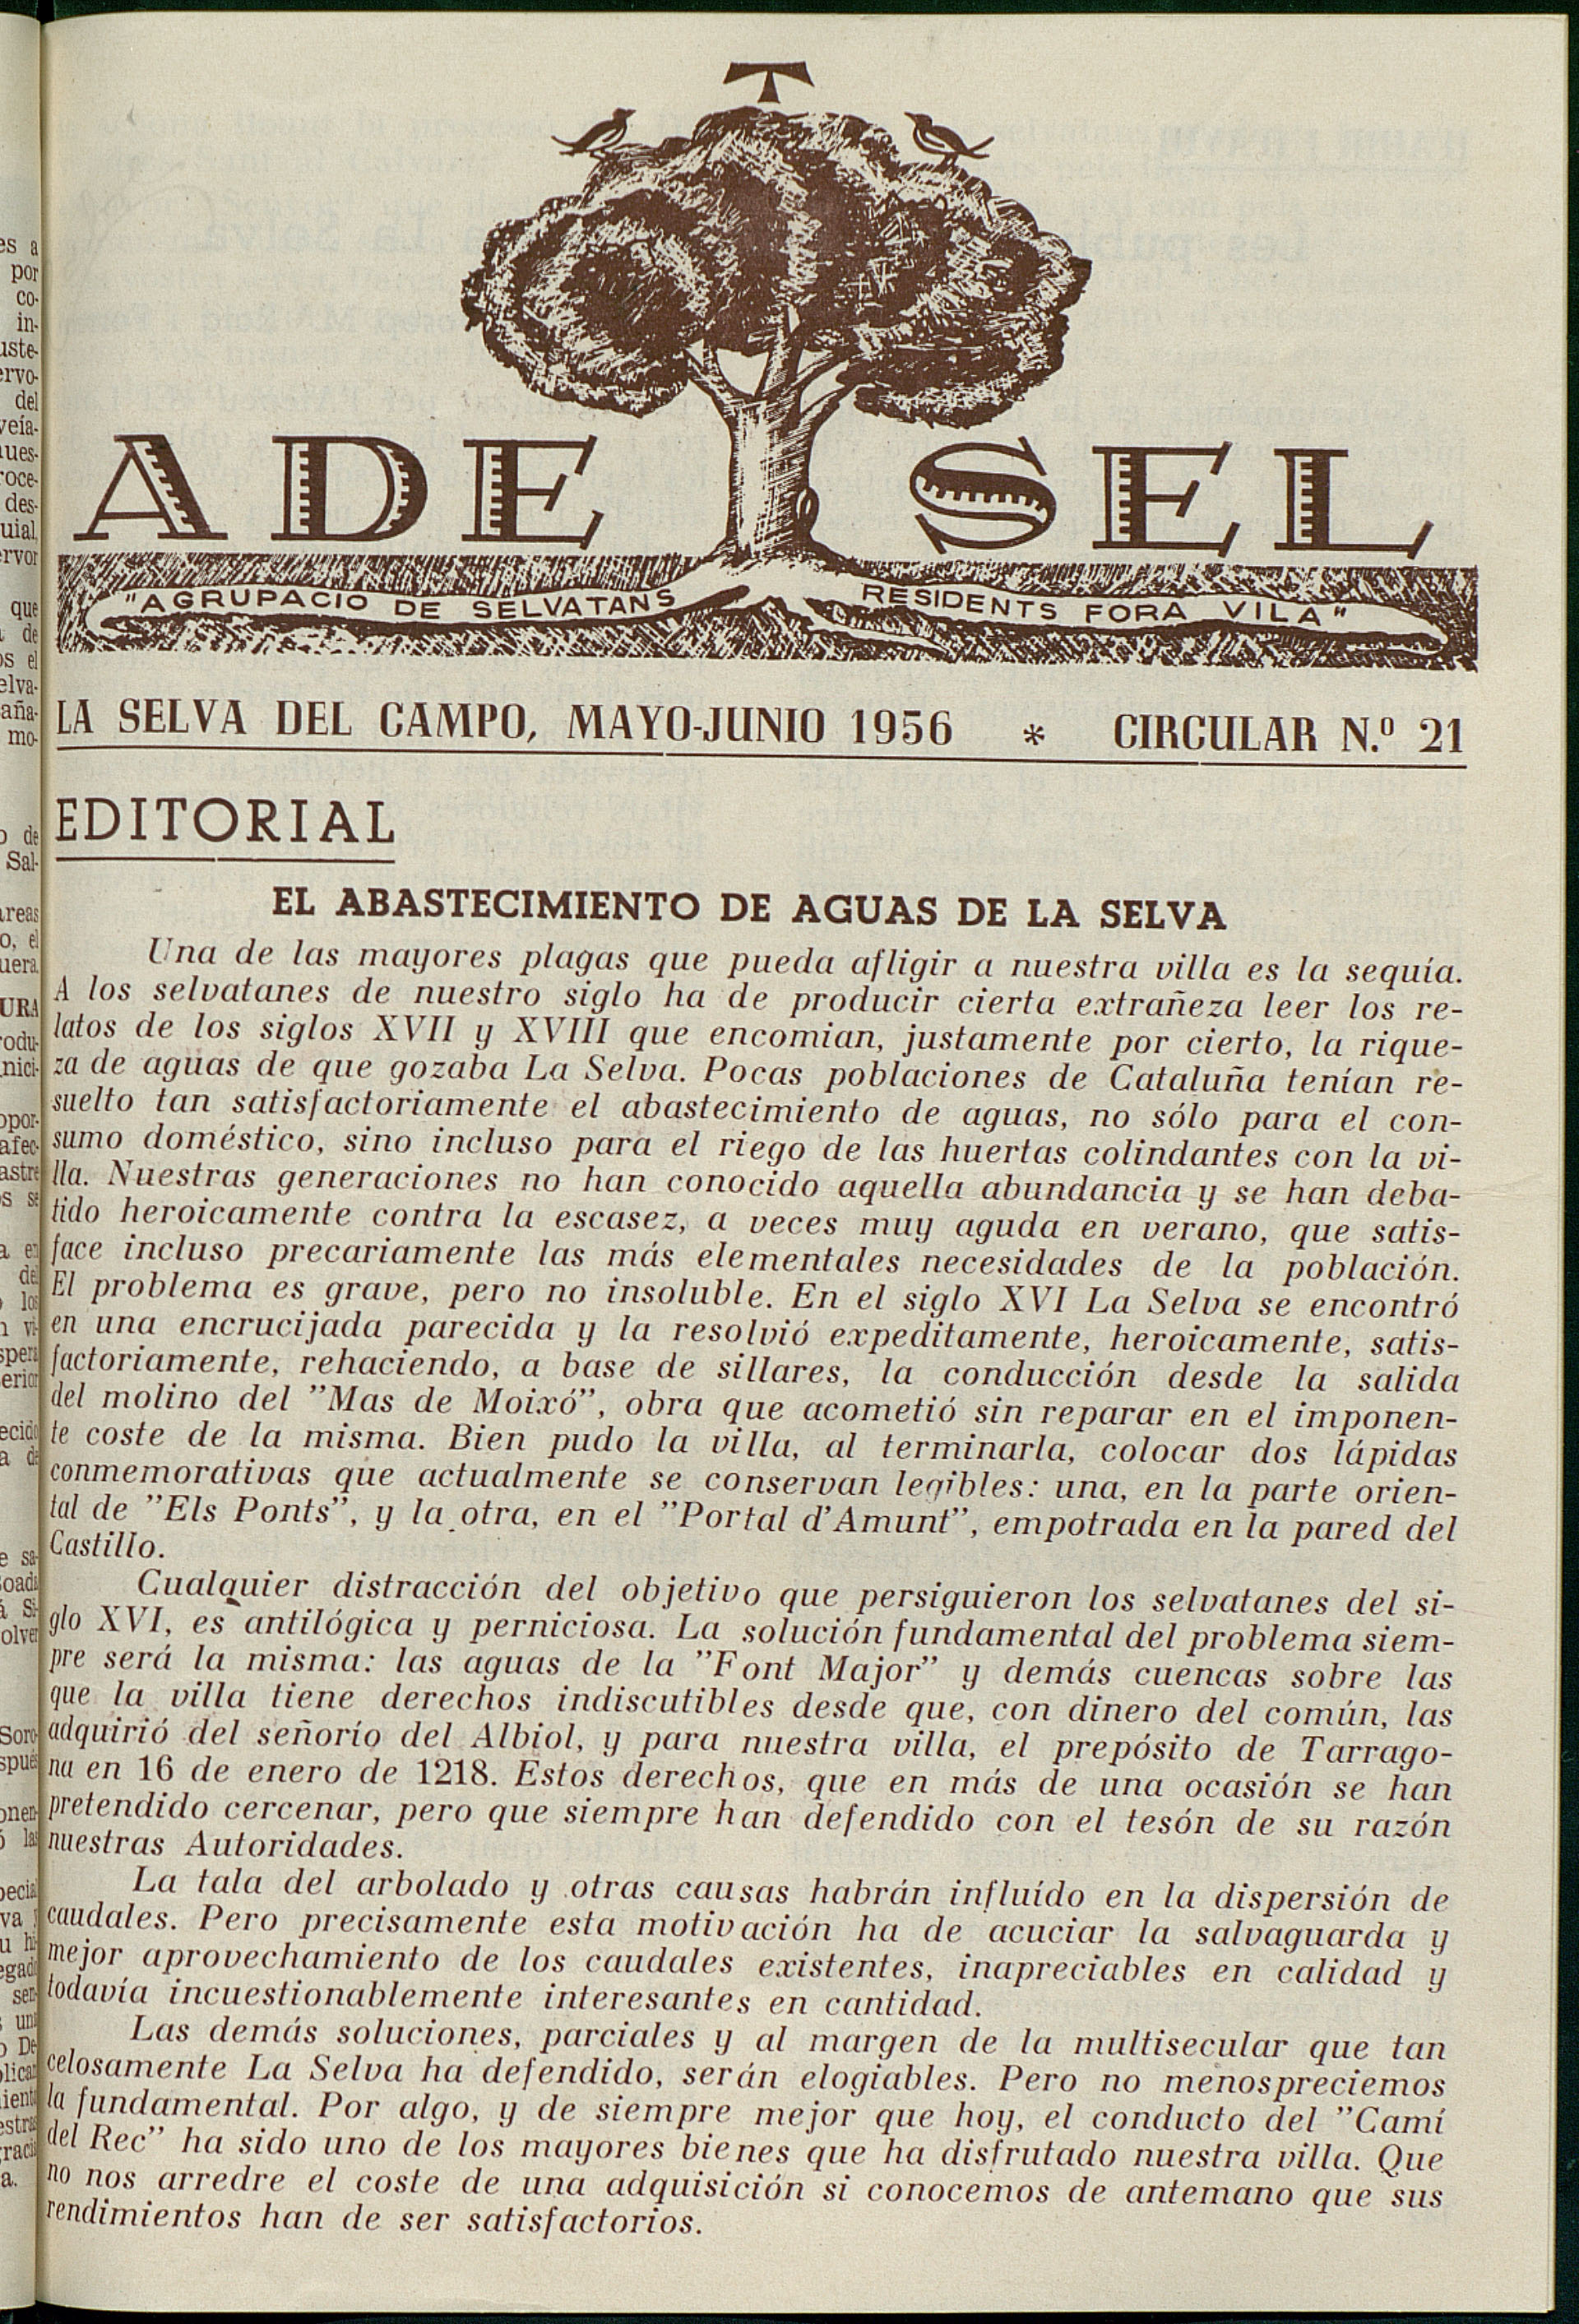 ADE SEL
"AGRUPACIO DE SELVATANS RESIDENTS FORA VILA"
LA SELVA DEL CAMPO, MAYO-JUNIO 1956 * CIRCULAR N.º 21
EDITORIAL
EL ABASTECIMIENTO DE AGUAS DE LA SELVA
Una de las mayores plagas que pueda afligir a nuestra villa es la sequía.
A los selvatanes de nuestro siglo ha de producir cierta extrañeza leer los re-
latos de los siglos XVII y XVIII que encomian, justamente por cierto, la rique-
za de aguas de que gozaba La Selva. Pocas poblaciones de Cataluña tenían re-
suelto tan satisfactoriamente el abastecimiento de aguas, no sólo para el con-
sumo doméstico, sino incluso para el riego de las huertas colindantes con la vi-
lla. Nuestras generaciones no han conocido aquella abundancia y se han deba-
tido heroicamente contra la escasez, a veces muy aguda en verano, que satis-
face incluso precariamente las más elementales necesidades de la población.
El problema es grave, pero no insoluble. En el siglo XVI La Selva se encontró
en una encrucijada parecida y la resolvió expeditamente, heroicamente, satis-
factoriamente, rehaciendo, a base de sillares, la conducción desde la salida
del molino del "Mas de Moixó", obra que acometió sin reparar en el imponen-
te coste de la misma. Bien pudo la villa, al terminarla, colocar dos lápidas
conmemorativas que actualmente se conservan legibles: una, en la parte orien-
tal de "Els Ponts", y la otra, en el "Portal d'Amunt", empotrada en la pared del
Castillo.
Cualquier distracción del objetivo que persiguieron los selvatanes del si-
glo XVI, es antilógica y perniciosa. La solución fundamental del problema siem-
pre será la misma: las aguas de la "Font Major" y demás cuencas sobre las
que la villa tiene derechos indiscutibles desde que, con dinero del común, las
adquirió del señorío del Albiol, y para nuestra villa, el prepósito de Tarrago-
na en 16 de enero de 1218. Estos derechos, que en más de una ocasión se han
pretendido cercenar, pero que siempre han defendido con el tesón de su razón
nuestras Autoridades.
La tala del arbolado y otras causas habrán influído en la dispersión de
caudales. Pero precisamente esta motivación ha de acuciar la salvaguarda y
mejor aprovechamiento de los caudales existentes, inapreciables en calidad y
todavía incuestionablemente interesantes en cantidad.
Las demás soluciones, parciales y al margen de la multisecular que tan
celosamente La Selva ha defendido, serán elogiables. Pero no menospreciemos
la fundamental. Por algo, y de siempre mejor que hoy, el conducto del "Camí
del Rec" ha sido uno de los mayores bienes que ha disfrutado nuestra villa. Que
no nos arredre el coste de una adquisición si conocemos de antemano que sus
rendimientos han de ser satisfactorios.